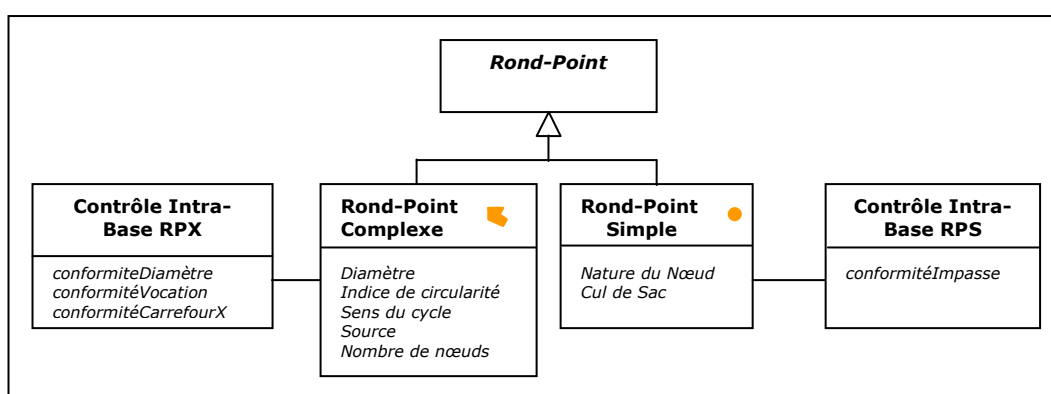 Rond-Point
Contrôle Intra-
Base RPX
conformiteDiamètre
conformitéVocation
conformitéCarrefourX
Rond-Point
Complexe
Diamètre
Indice de circularité
Sens du cycle
Source
Nombre de nœuds
Rond-Point
Simple
Nature du Nœud
Cul de Sac
Contrôle Intra-
Base RPS
conformitéImpasse